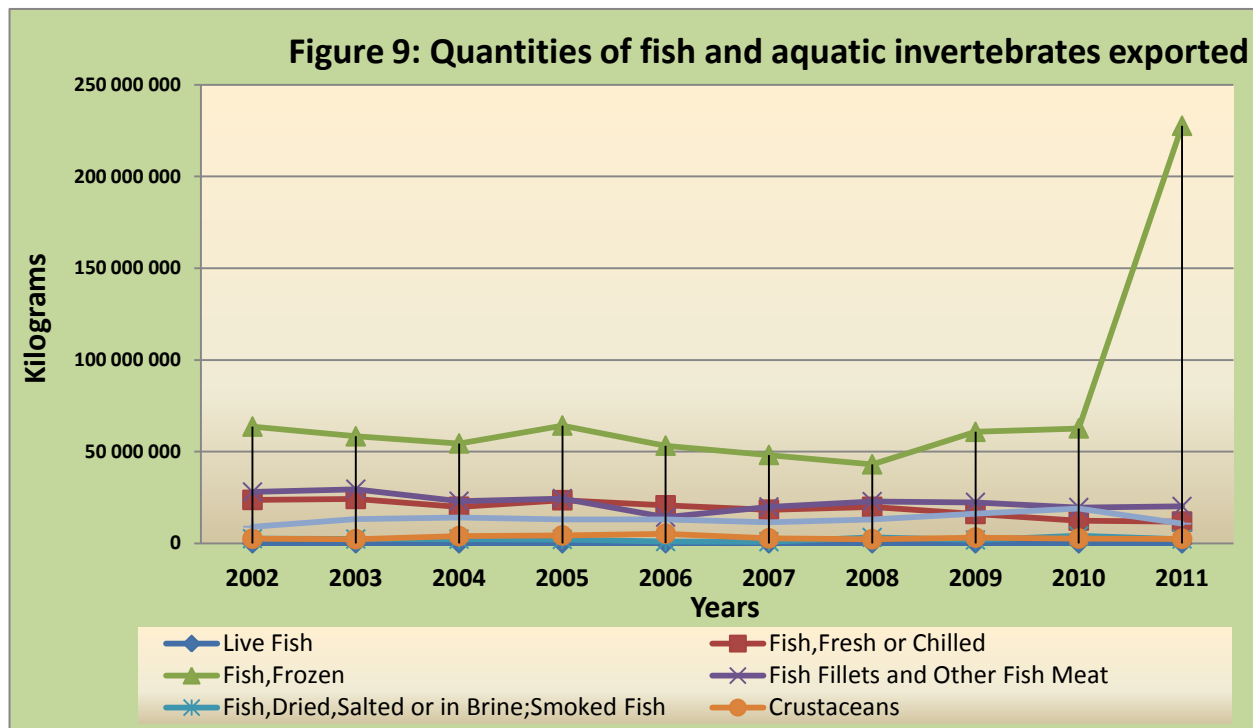 Figure 9: Quantities of fish and aquatic invertebrates exported
250 000 000
200 000 000
150 000 000
100 000 000
50 000 000
0
Kilograms
2002 2003 2004 2005 2006 2007 2008 2009 2010 2011
Years
Live Fish
Fish,Fresh or Chilled
Fish,Frozen
Fish Fillets and Other Fish Meat
Fish,Dried,Salted or in Brine;Smoked Fish
Crustaceans